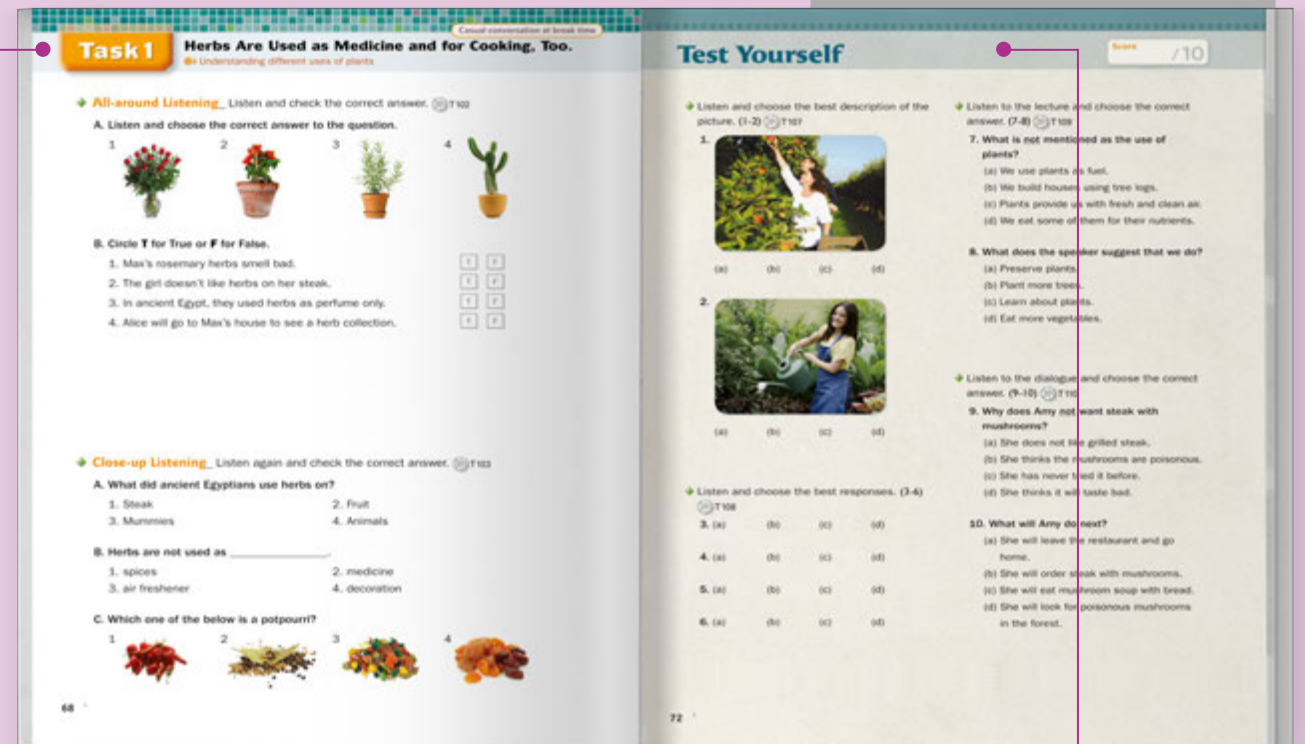 Casual conversation at break time
Task 1
Herbs Are Used as Medicine and for Cooking, Too.
Understanding different uses of plants
All-around Listening_ Listen and check the correct answer. T102
A. Listen and choose the correct answer to the question.
1 2 3 4
B. Circle T for True or F for False.
1. Max's rosemary herbs smell bad. T F
2. The girl doesn't like herbs on her steak. T F
3. In ancient Egypt, they used herbs as perfume only. T F
4. Alice will go to Max's house to see a herb collection. T F
Close-up Listening_ Listen again and check the correct answer. T103
A. What did ancient Egyptians use herbs on?
1. Steak 2. Fruit
3. Mummies 4. Animals
B. Herbs are not used as ____________.
1. spices 2. medicine
3. air freshener 4. decoration
C. Which one of the below is a potpourri?
1 2 3 4
68
Test Yourself
Score /10
Listen and choose the best description of the
picture. (1-2) T107
1.
(a) (b) (c) (d)
2.
(a) (b) (c) (d)
Listen and choose the best responses. (3-6)
T108
3. (a) (b) (c) (d)
4. (a) (b) (c) (d)
5. (a) (b) (c) (d)
6. (a) (b) (c) (d)
72
Listen to the lecture and choose the correct
answer. (7-8) T109
7. What is not mentioned as the use of
plants?
(a) We use plants as fuel.
(b) We build houses using tree logs.
(c) Plants provide us with fresh and clean air.
(d) We eat some of them for their nutrients.
8. What does the speaker suggest that we do?
(a) Preserve plants.
(b) Plant more trees.
(c) Learn about plants.
(d) Eat more vegetables.
Listen to the dialogue and choose the correct
answer. (9-10) T110
9. Why does Amy not want steak with
mushrooms?
(a) She does not like grilled steak.
(b) She thinks the mushrooms are poisonous.
(c) She has never tried it before.
(d) She thinks it will taste bad.
10. What will Amy do next?
(a) She will leave the restaurant and go
home.
(b) She will order steak with mushrooms.
(c) She will eat mushroom soup with bread.
(d) She will look for poisonous mushrooms
in the forest.